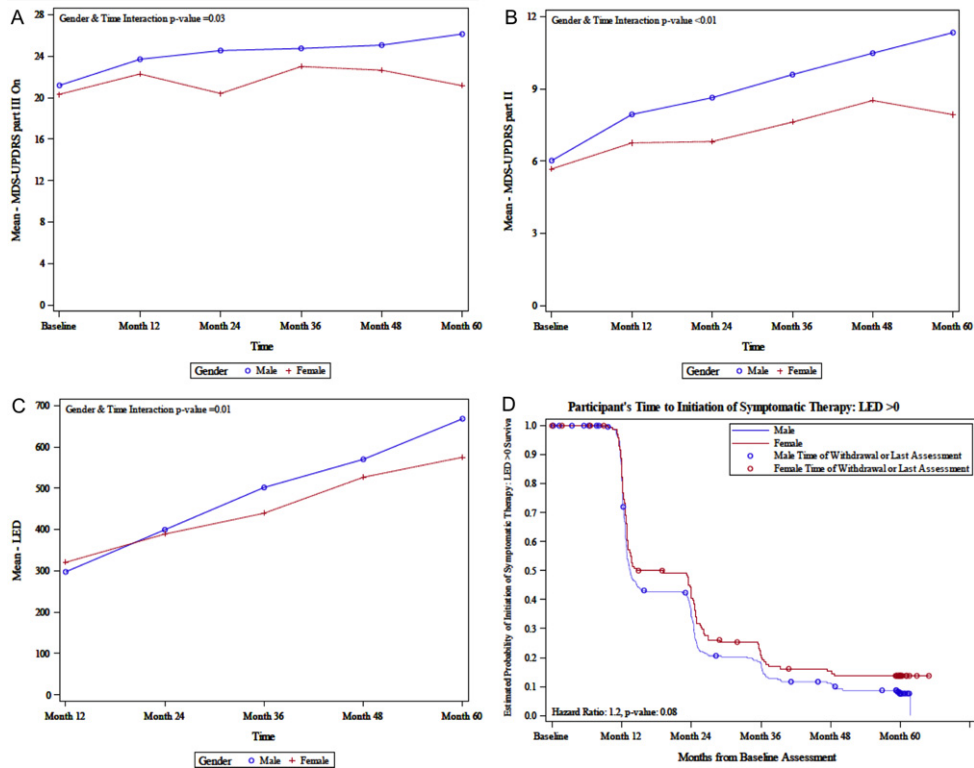 A
Gender & Time Interaction p-value =0.03
28
24
20
16
12
8
4
0
Mean - MDS-UPDRS part III On
Baseline Month 12 Month 24 Month 36 Month 48 Month 60
Time
Gender Male Female
B
Gender & Time Interaction p-value <0.01
12
9
6
3
0
Mean - MDS-UPDRS part II
Baseline Month 12 Month 24 Month 36 Month 48 Month 60
Time
Gender Male Female
C
Gender & Time Interaction p-value =0.01
700
600
500
400
300
200
100
0
Mean - LED
Month 12 Month 24 Month 36 Month 48 Month 60
Time
Gender Male Female
D
Participant's Time to Initiation of Symptomatic Therapy: LED >0
Male
Female
Male Time of Withdrawal or Last Assessment
Female Time of Withdrawal or Last Assessment
1.0
0.9
0.8
0.7
0.6
0.5
0.4
0.3
0.2
0.1
0.0
Estimated Probability of Initiation of Symptomatic Therapy: LED >0 Surviva
Hazard Ratio: 1.2, p-value: 0.08
Baseline Month 12 Month 24 Month 36 Month 48 Month 60
Months from Baseline Assessment